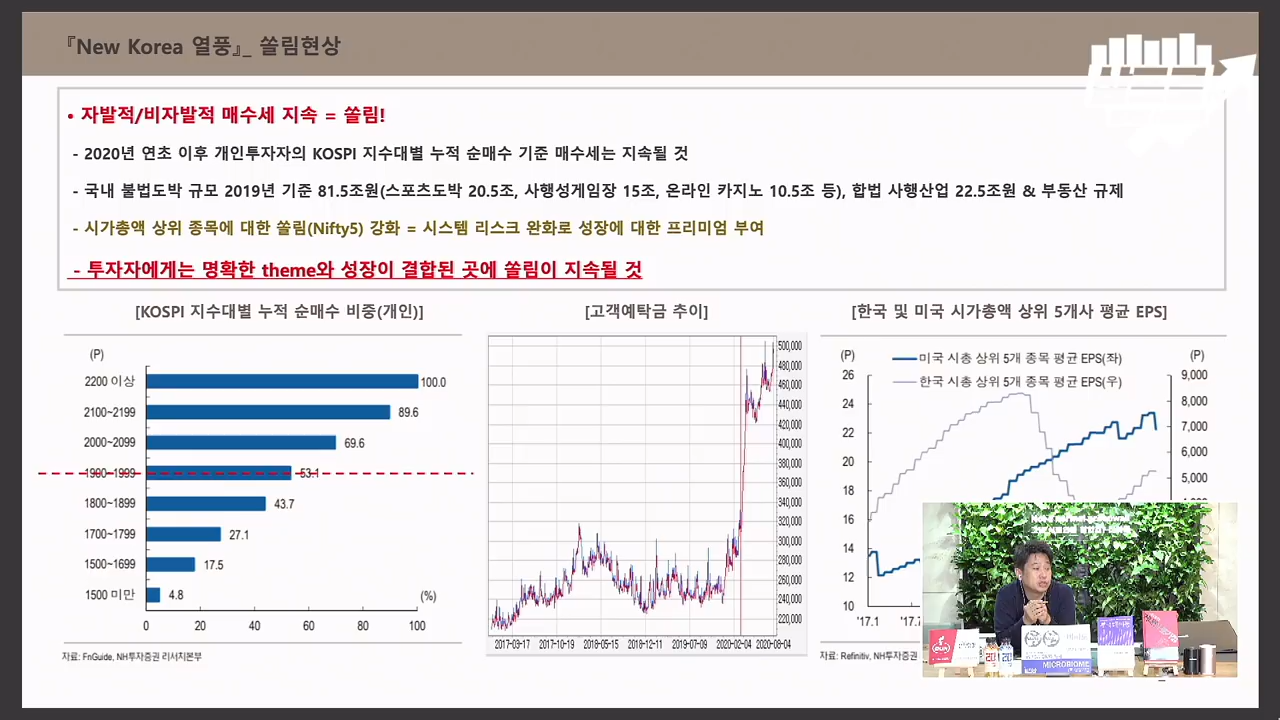 『New Korea 열풍』_ 쏠림현상
• 자발적/비자발적 매수세 지속 = 쏠림!
- 2020년 연초 이후 개인투자자의 KOSPI 지수대별 누적 순매수 기준 매수세는 지속될 것
- 국내 불법도박 규모 2019년 기준 81.5조원(스포츠도박 20.5조, 사행성게임장 15조, 온라인 카지노 10.5조 등), 합법 사행산업 22.5조원 & 부동산 규제
- 시가총액 상위 종목에 대한 쏠림(Nifty5) 강화 = 시스템 리스크 완화로 성장에 대한 프리미엄 부여
- 투자자에게는 명확한 theme와 성장이 결합된 곳에 쏠림이 지속될 것
[KOSPI 지수대별 누적 순매수 비중(개인)]
(P)
2200 이상 100.0
2100~2199 89.6
2000~2099 69.6
1900~1999 53.1
1800~1899 43.7
1700~1799 27.1
1500~1699 17.5
1500 미만 4.8
(%)
0 20 40 60 80 100
자료: FnGuide, NH투자증권 리서치본부
[고객예탁금 추이]
500,000
480,000
460,000
440,000
420,000
400,000
380,000
360,000
340,000
320,000
300,000
280,000
260,000
240,000
220,000
2017-03-17 2017-10-19 2018-05-15 2018-12-11 2019-07-09 2020-02-04 2020-08-04
[한국 및 미국 시가총액 상위 5개사 평균 EPS]
(P) (P)
미국 시총 상위 5개 종목 평균 EPS(좌)
한국 시총 상위 5개 종목 평균 EPS(우)
26 9,000
24 8,000
22 7,000
20 6,000
18 5,000
16
14
12
10
'17.1
자료: Refinitiv, NH투자증권
MICROBIOME